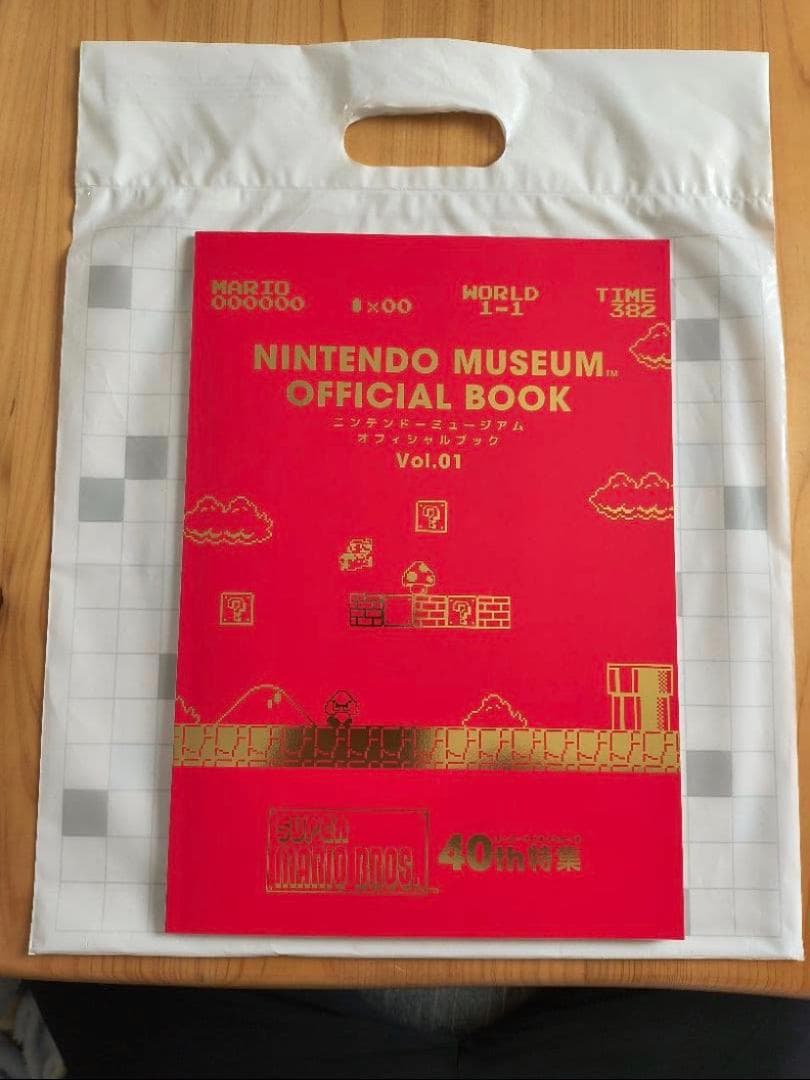 MARIO WORLD TIME
000000 ×00 1-1 382
NINTENDO MUSEUM™
OFFICIAL BOOK
ニンテンドーミュージアム
オフィシャルブック
Vol.01
?
?
?
SUPER
MARIO BROS.
40th特集